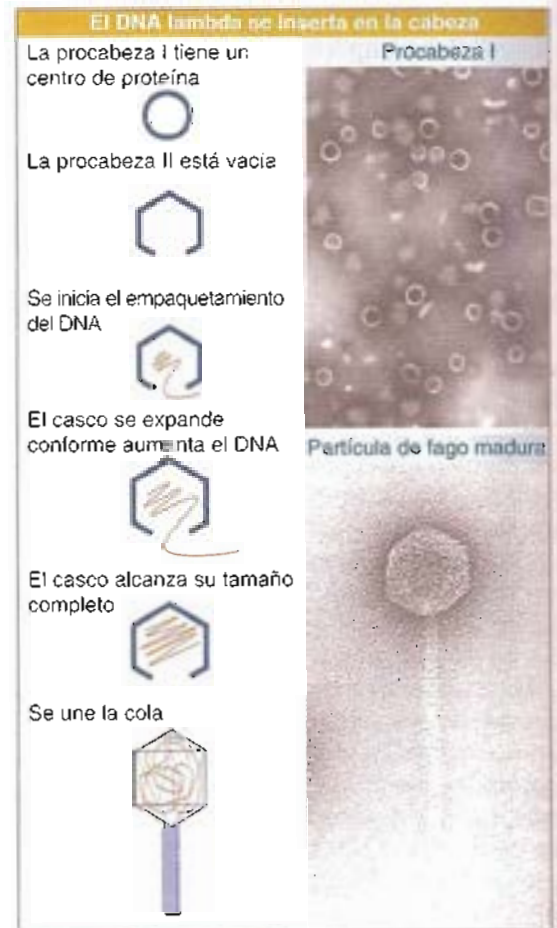 El DNA lambda se inserta en la cabeza
La procabeza I tiene un
centro de proteína
Procabeza I
La procabeza II está vacía
Se inicia el empaquetamiento
del DNA
El casco se expande
conforme aumenta el DNA
Partícula de fago madura
El casco alcanza su tamaño
completo
Se une la cola